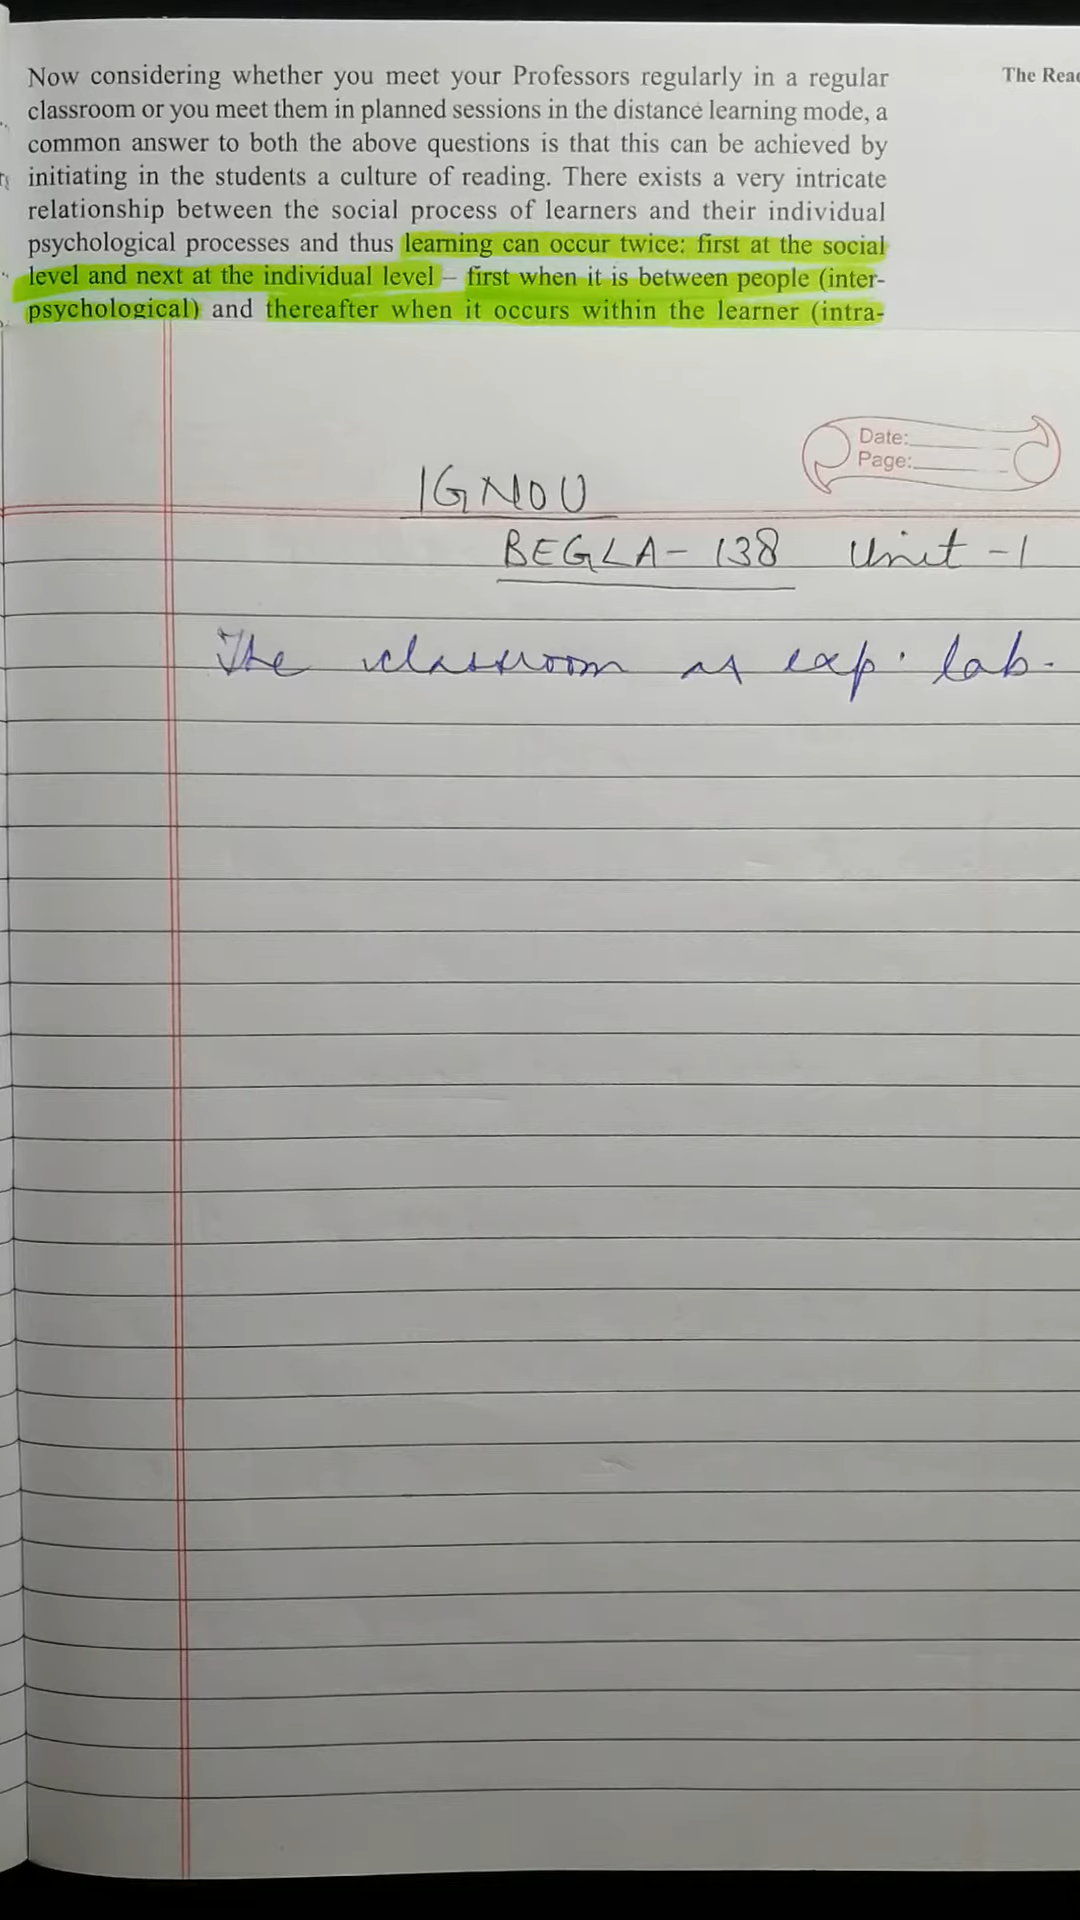 Now considering whether you meet your Professors regularly in a regular
The Rea
classroom or you meet them in planned sessions in the distance learning mode, a
common answer to both the above questions is that this can be achieved by
initiating in the students a culture of reading. There exists a very intricate
relationship between the social process of learners and their individual
psychological processes and thus learning can occur twice: first at the social
level and next at the individual level – first when it is between people (inter-
psychological) and thereafter when it occurs within the learner (intra-
Date:
Page:
IGNOU
BEGLA-138 Unit-1
The classroom as exp. lab.